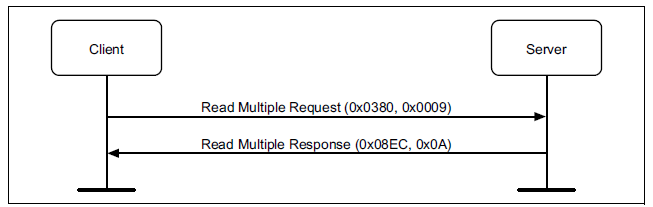 Client
Server
Read Multiple Request (0x0380, 0x0009)
Read Multiple Response (0x08EC, 0x0A)